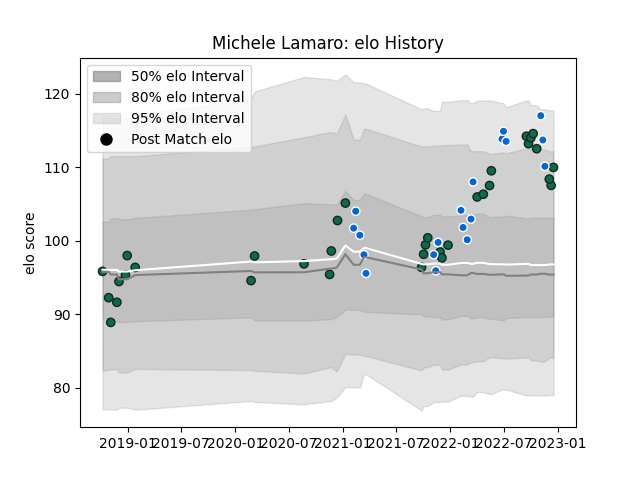 Michele Lamaro: elo History
50% elo Interval
80% elo Interval
95% elo Interval
Post Match elo
elo score
120
110
100
90
80
2019-01
2019-07
2020-01
2020-07
2021-01
2021-07
2022-01
2022-07
2023-01